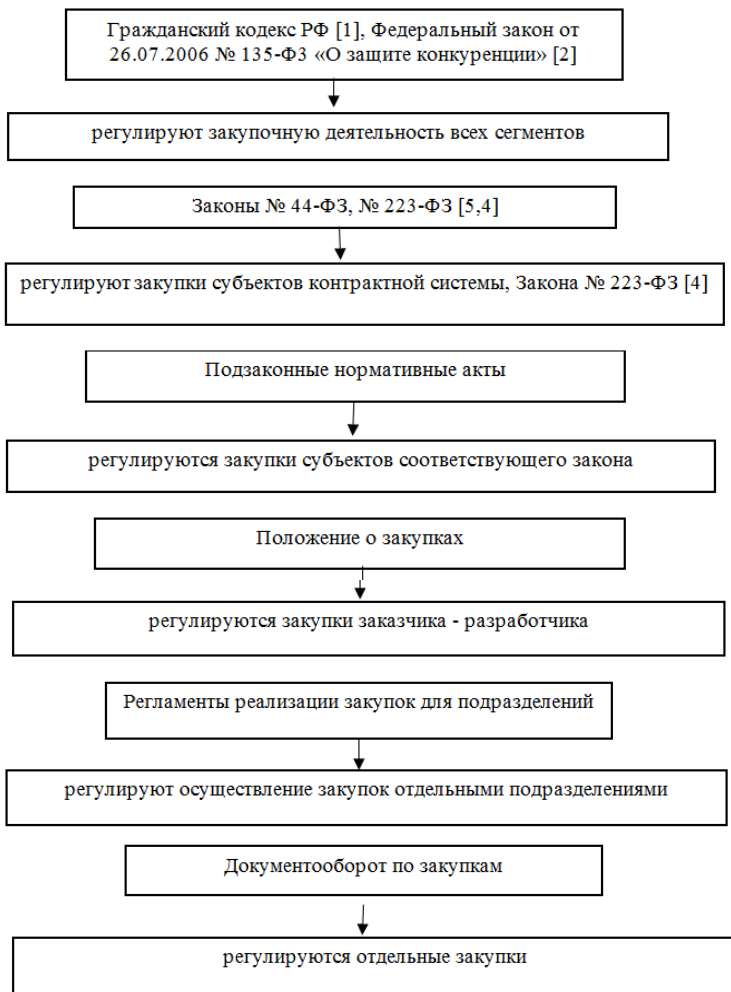 Гражданский кодекс РФ [1], Федеральный закон от
26.07.2006 № 135-ФЗ «О защите конкуренции» [2]
регулируют закупочную деятельность всех сегментов
Законы № 44-ФЗ, № 223-ФЗ [5,4]
регулируют закупки субъектов контрактной системы, Закона № 223-ФЗ [4]
Подзаконные нормативные акты
регулируются закупки субъектов соответствующего закона
Положение о закупках
регулируются закупки заказчика - разработчика
Регламенты реализации закупок для подразделений
регулируют осуществление закупок отдельными подразделениями
Документооборот по закупкам
регулируются отдельные закупки